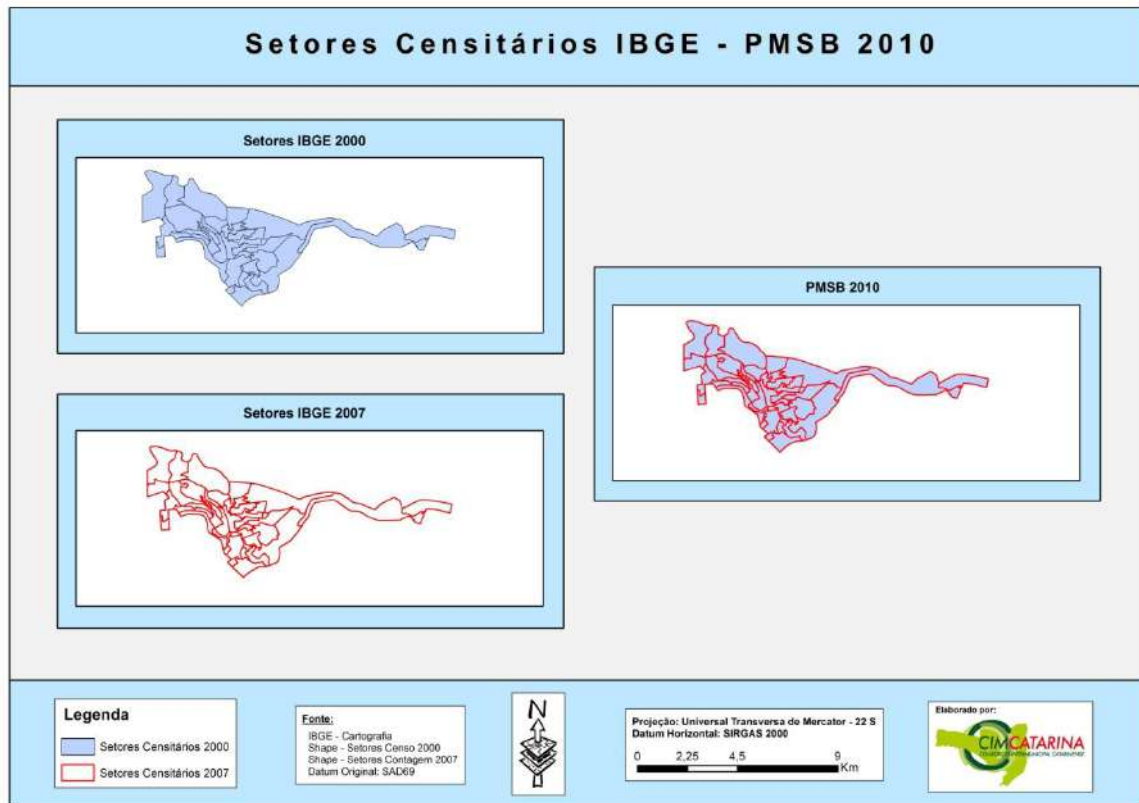 Setores Censitários IBGE - PMSB 2010
Setores IBGE 2000
PMSB 2010
Setores IBGE 2007
Legenda
Setores Censitários 2000
Setores Censitários 2007
Fonte:
IBGE - Cartografia
Shape - Setores Censo 2000
Shape - Setores Contagem 2007
Datum Original: SAD69
N
Projeção: Universal Transversa de Mercator - 22 S
Datum Horizontal: SIRGAS 2000
0 2,25 4,5 9
Km
Elaborado por:
CIMCATARINA